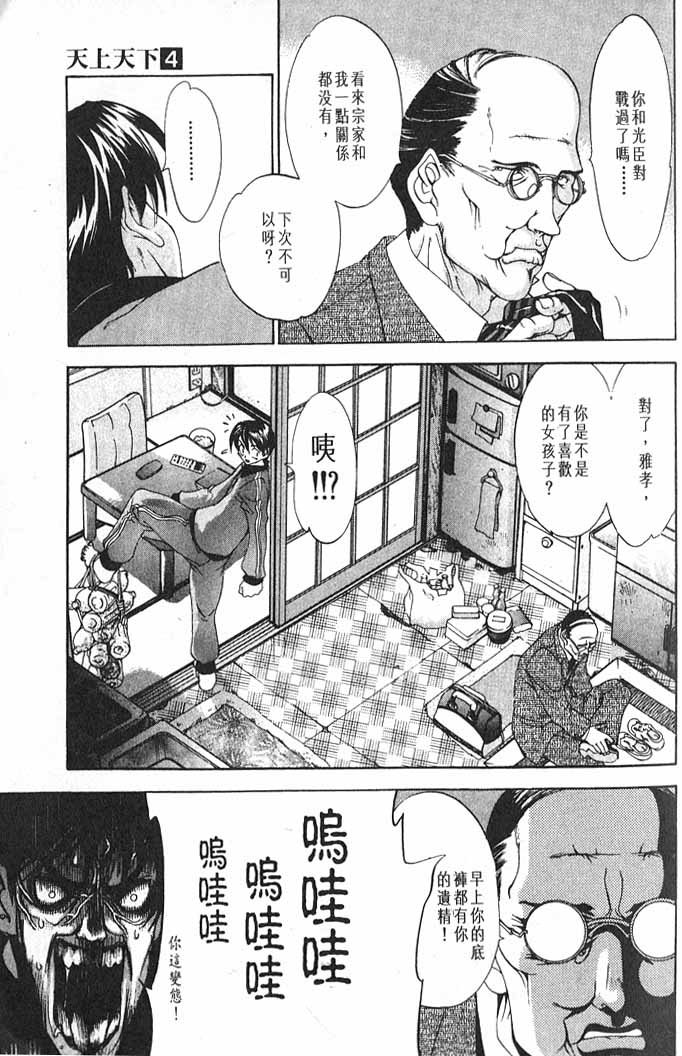 天上天下4
你和光臣對
戰過了嗎……
看來宗家和
我一點關係
都沒有，
下次不可
以呀？
………
對了，雅孝，
你是不是
有了喜歡
的女孩子？
咦!!?
早上你的底
褲都有你
的遺精！
嗚哇哇
嗚哇哇
嗚哇哇
你這變態！